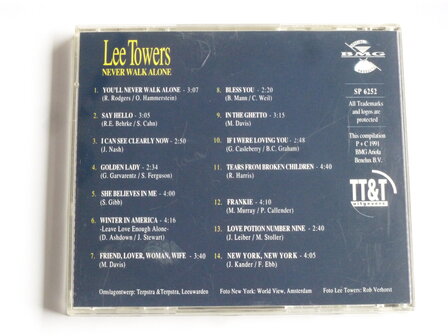 Lee Towers
NEVER WALK ALONE
1. YOU'LL NEVER WALK ALONE - 3:07
(R. Rodgers / O. Hammerstein)
2. SAY HELLO - 3:05
(R.E. Behrke / S. Cahn)
3. I CAN SEE CLEARLY NOW - 2:50
(J. Nash)
4. GOLDEN LADY - 2:34
(G. Garvarentz / S. Ferguson)
5. SHE BELIEVES IN ME - 4:00
(S. Gibb)
6. WINTER IN AMERICA - 4:16
-Leave Love Enough Alone-
(D. Ashdown / J. Stewart)
7. FRIEND, LOVER, WOMAN, WIFE - 3:40
(M. Davis)
8. BLESS YOU - 2:20
(B. Mann / C. Weil)
9. IN THE GHETTO - 3:15
(M. Davis)
10. IF I WERE LOVING YOU - 2:48
(G. Casteberry / B.C. Graham)
11. TEARS FROM BROKEN CHILDREN - 4:40
(R. Harris)
12. FRANKIE - 4:10
(M. Murray / P. Callender)
13. LOVE POTION NUMBER NINE - 2:40
(J. Leiber / M. Stoller)
14. NEW YORK, NEW YORK - 4:05
(J. Kander / F. Ebb)
BMG
SP 6252
All Trademarks
and logos are
protected
This compilation
P + C 1991
BMG Ariola
Benelux B.V.
TT&T
uitgevers
Omslagontwerp: Terpstra & Terpstra, Leeuwarden Foto New York: World View, Amsterdam Foto Lee Towers: Rob Verhorst